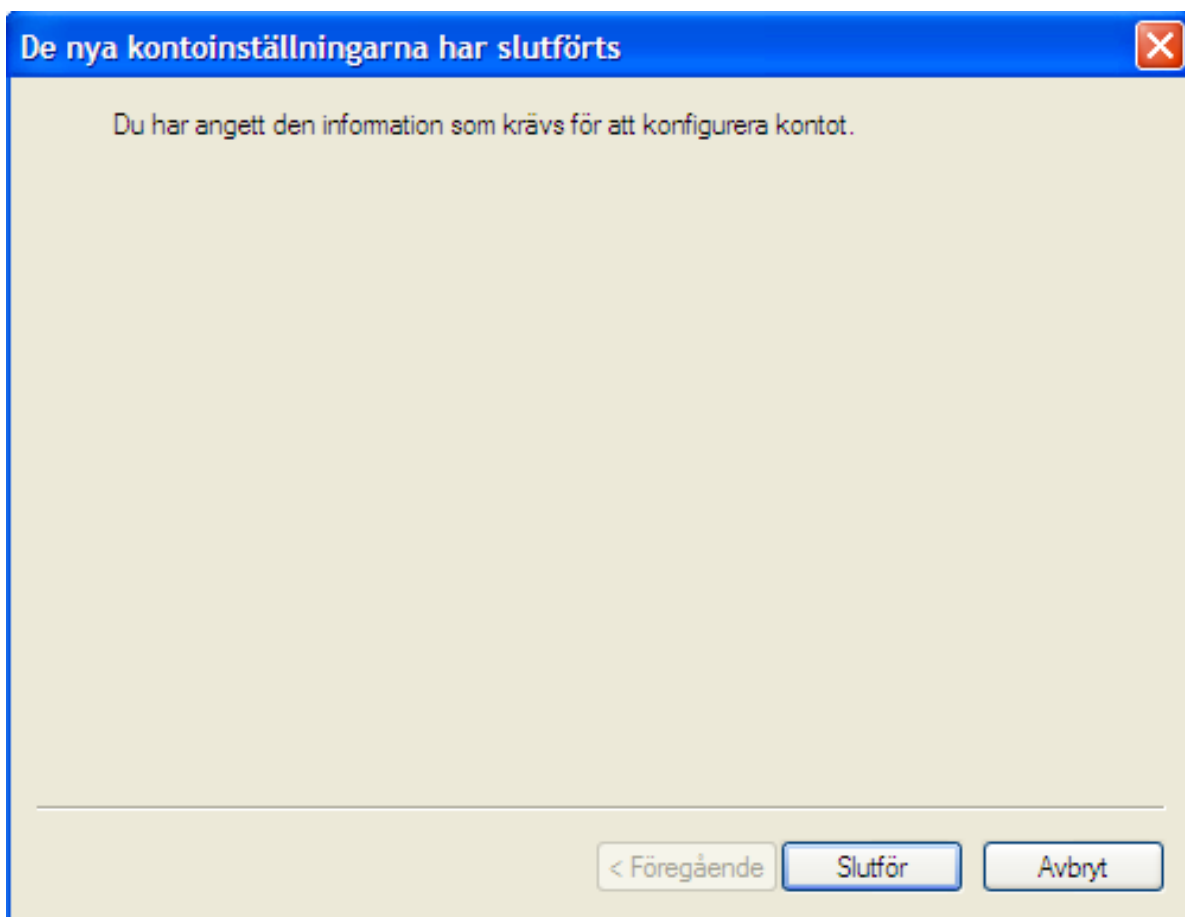 De nya kontoinställningarna har slutförts
Du har angett den information som krävs för att konfigurera kontot.
< Föregående
Slutför
Avbryt